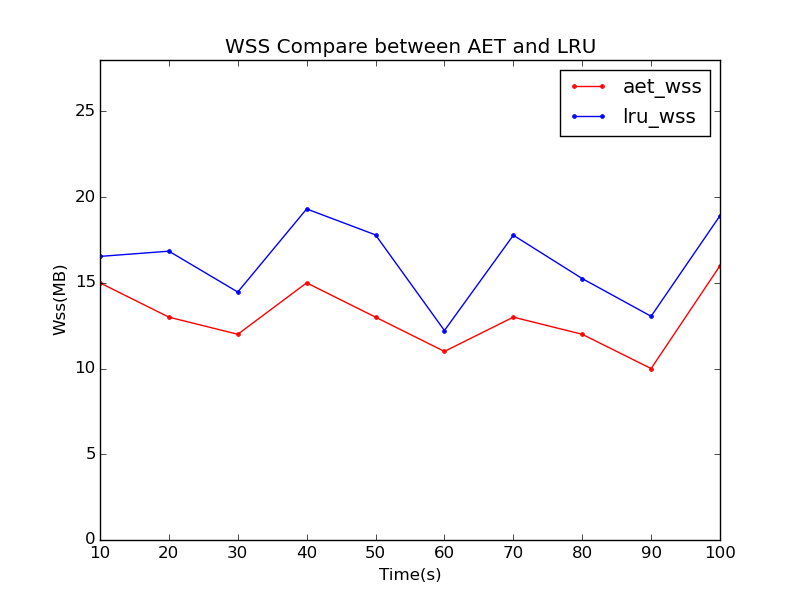 WSS Compare between AET and LRU
aet_wss
lru_wss
25
20
15
10
5
0
Wss(MB)
10 20 30 40 50 60 70 80 90 100
Time(s)